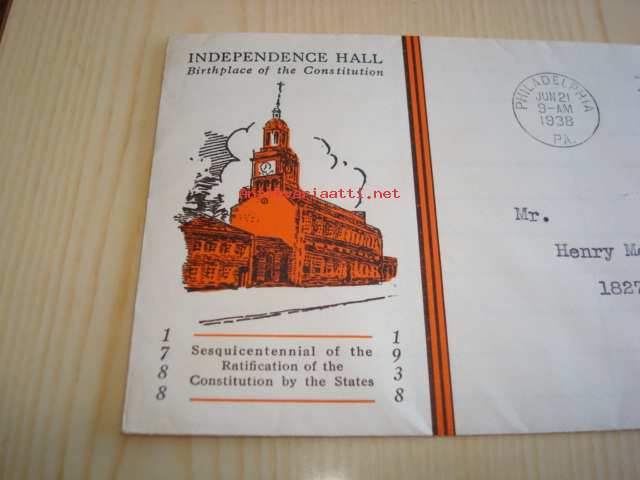 INDEPENDENCE HALL
Birthplace of the Constitution
PHILADELPHIA
JUN 21
9-AM
1938
PA.
Mr.
Henry
1827
1788
Sesquicentennial of the
Ratification of the
Constitution by the States
1938